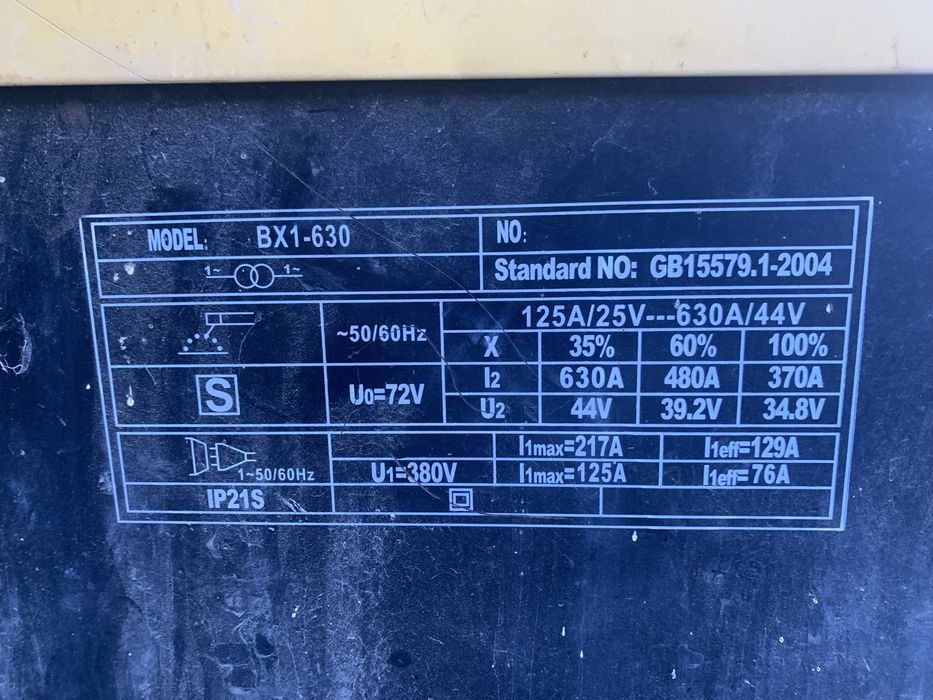 MODEL: BX1-630
NO:
1~ 1~
Standard NO: GB15579.1-2004
~50/60Hz
125A/25V---630A/44V
X 35% 60% 100%
S
U0=72V
I2 630A 480A 370A
U2 44V 39.2V 34.8V
1~50/60Hz
I1max=217A I1eff=129A
U1=380V I1max=125A I1eff=76A
IP21S